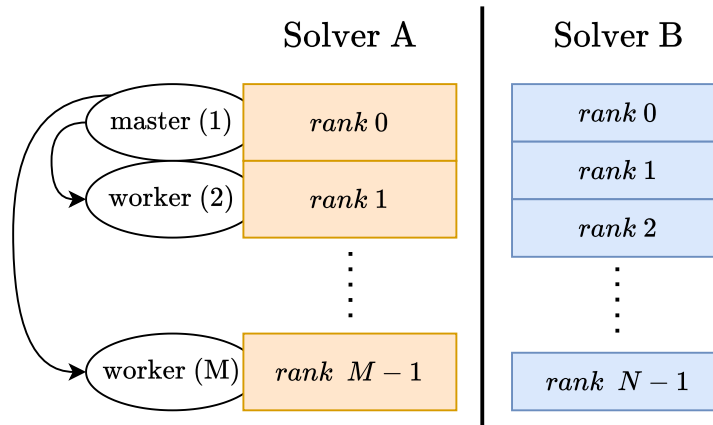 Solver A
Solver B
master (1)
rank 0
rank 0
worker (2)
rank 1
rank 1
rank 2
worker (M)
rank M − 1
rank N − 1